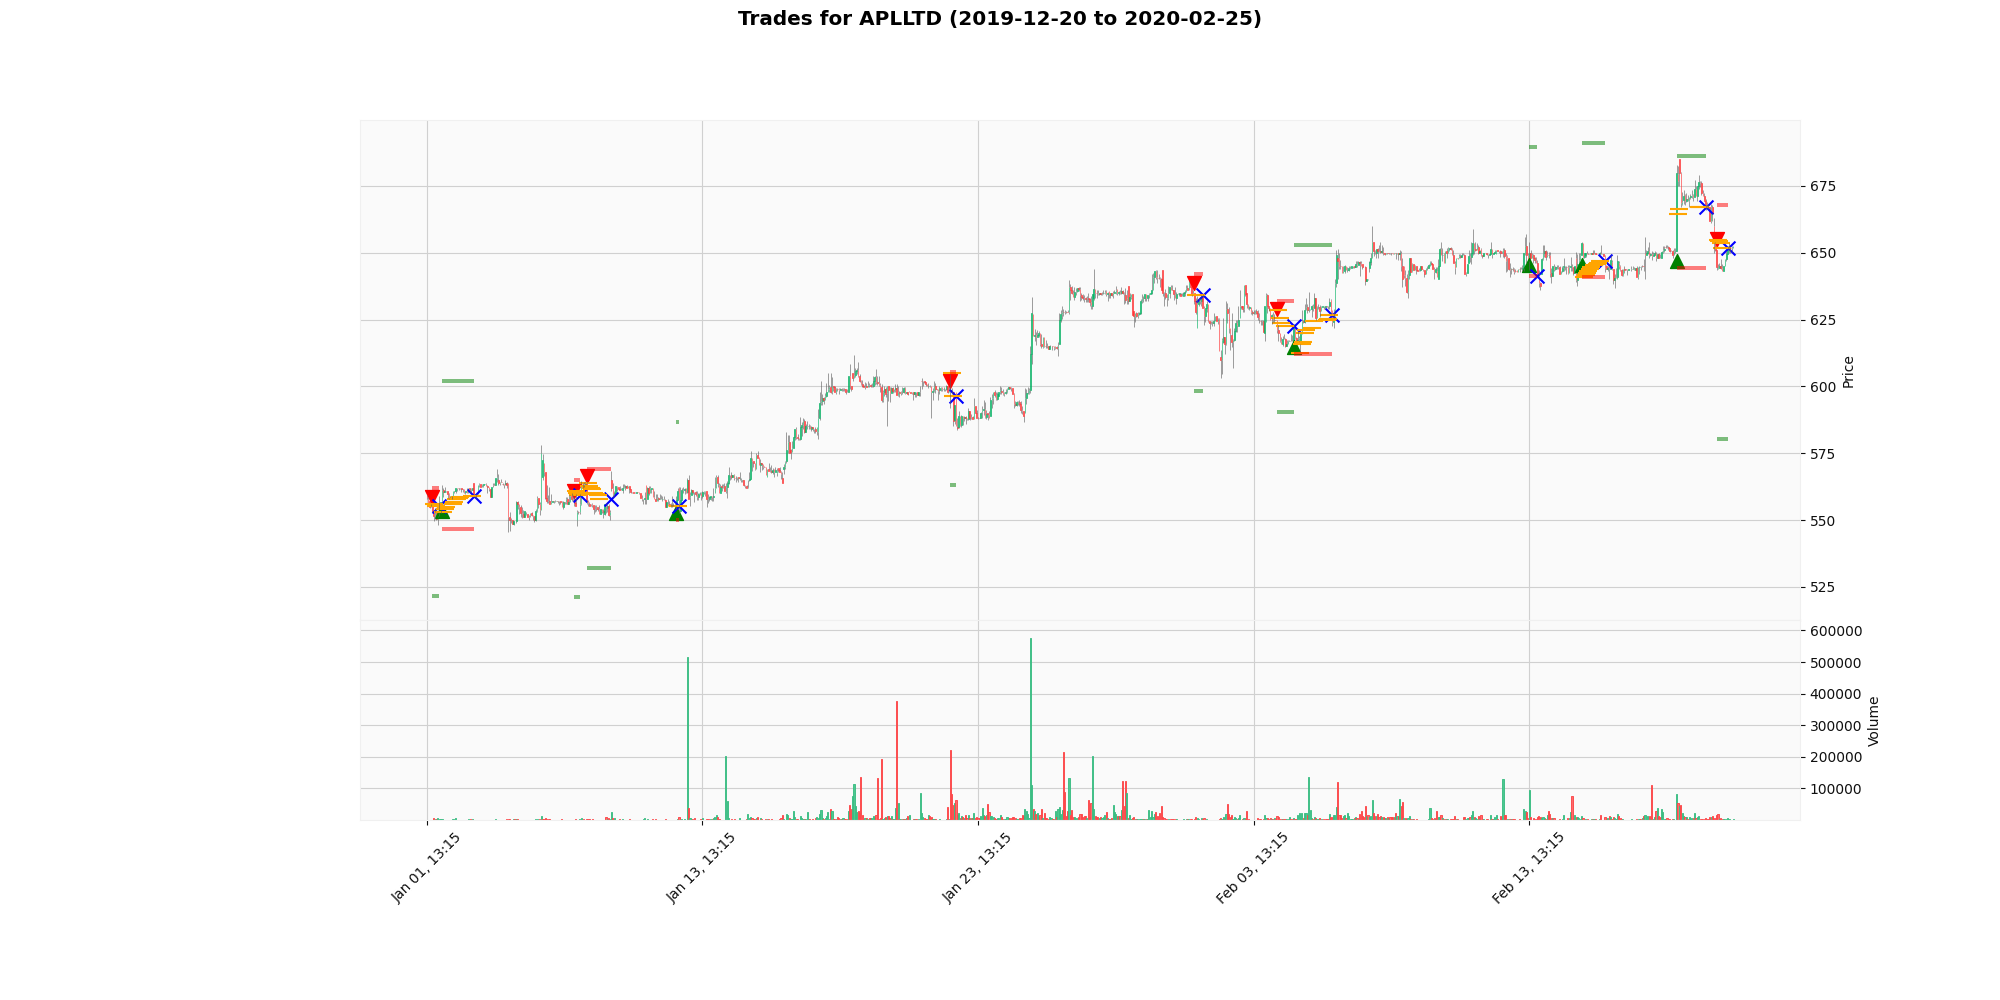 Trades for APLLTD (2019-12-20 to 2020-02-25)
675
650
625
600
575
550
525
Price
600000
500000
400000
300000
200000
100000
Volume
Jan 01, 13:15
Jan 13, 13:15
Jan 23, 13:15
Feb 03, 13:15
Feb 13, 13:15